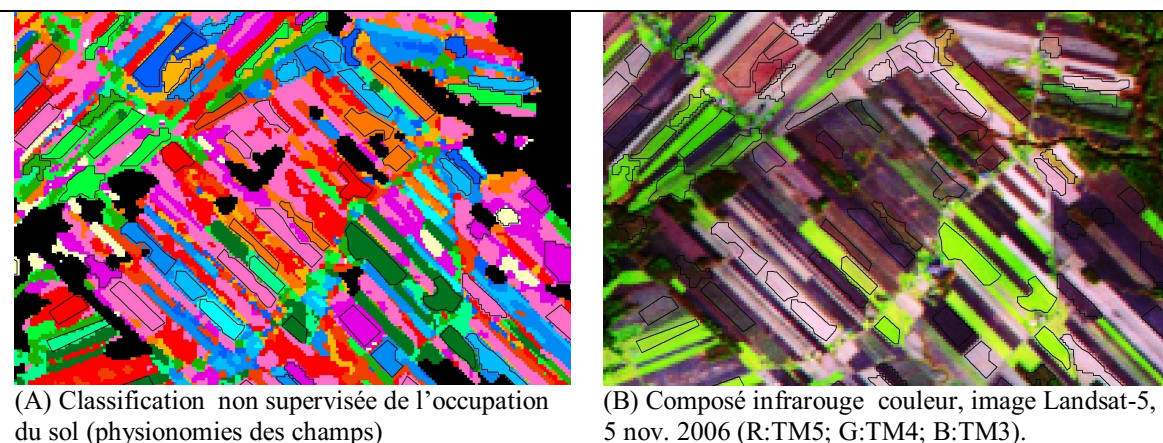 (A) Classification non supervisée de l’occupation
du sol (physionomies des champs)
(B) Composé infrarouge couleur, image Landsat-5,
5 nov. 2006 (R:TM5; G:TM4; B:TM3).